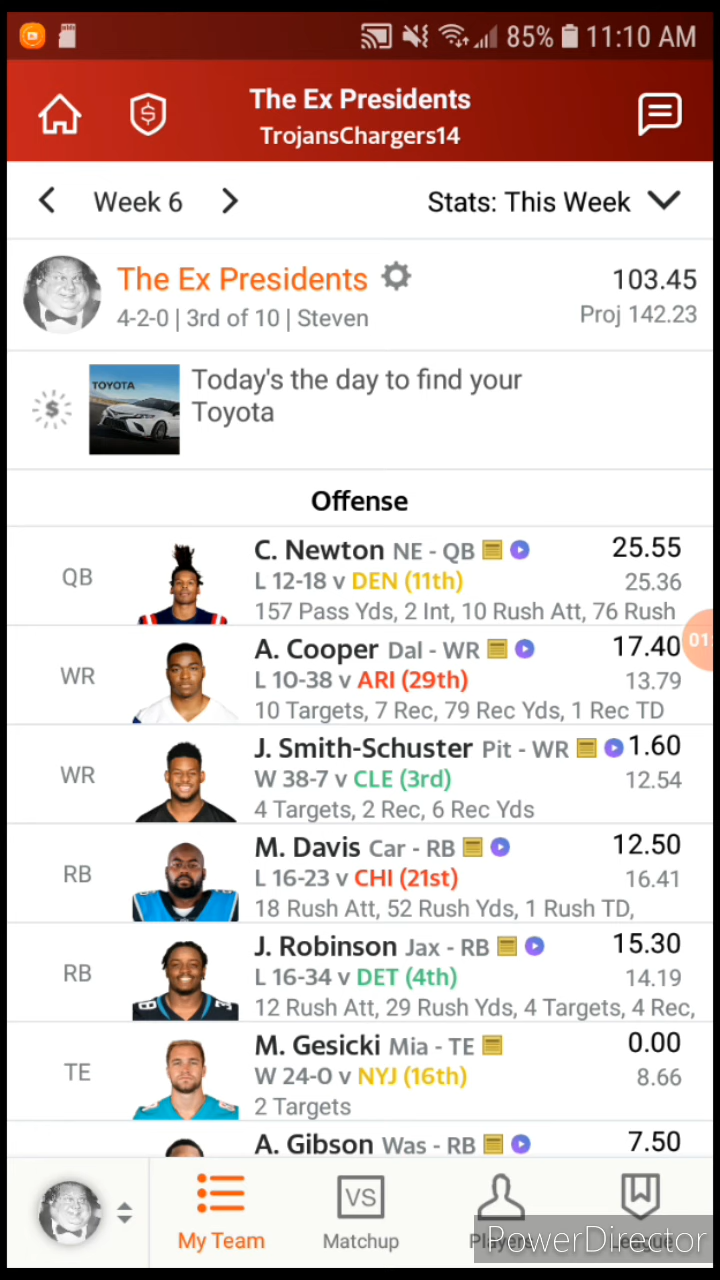 85% 11:10 AM
The Ex Presidents
TrojansChargers14
Week 6
Stats: This Week
The Ex Presidents
103.45
4-2-0 | 3rd of 10 | Steven
Proj 142.23
TOYOTA
Today's the day to find your
Toyota
Offense
QB
C. Newton NE - QB
25.55
L 12-18 v DEN (11th)
25.36
157 Pass Yds, 2 Int, 10 Rush Att, 76 Rush
WR
A. Cooper Dal - WR
17.40
L 10-38 v ARI (29th)
13.79
10 Targets, 7 Rec, 79 Rec Yds, 1 Rec TD
WR
J. Smith-Schuster Pit - WR
1.60
W 38-7 v CLE (3rd)
12.54
4 Targets, 2 Rec, 6 Rec Yds
RB
M. Davis Car - RB
12.50
L 16-23 v CHI (21st)
16.41
18 Rush Att, 52 Rush Yds, 1 Rush TD,
RB
J. Robinson Jax - RB
15.30
L 16-34 v DET (4th)
14.19
12 Rush Att, 29 Rush Yds, 4 Targets, 4 Rec,
TE
M. Gesicki Mia - TE
0.00
W 24-0 v NYJ (16th)
8.66
2 Targets
A. Gibson Was - RB
7.50
My Team
VS
Matchup
Players
League
PowerDirector